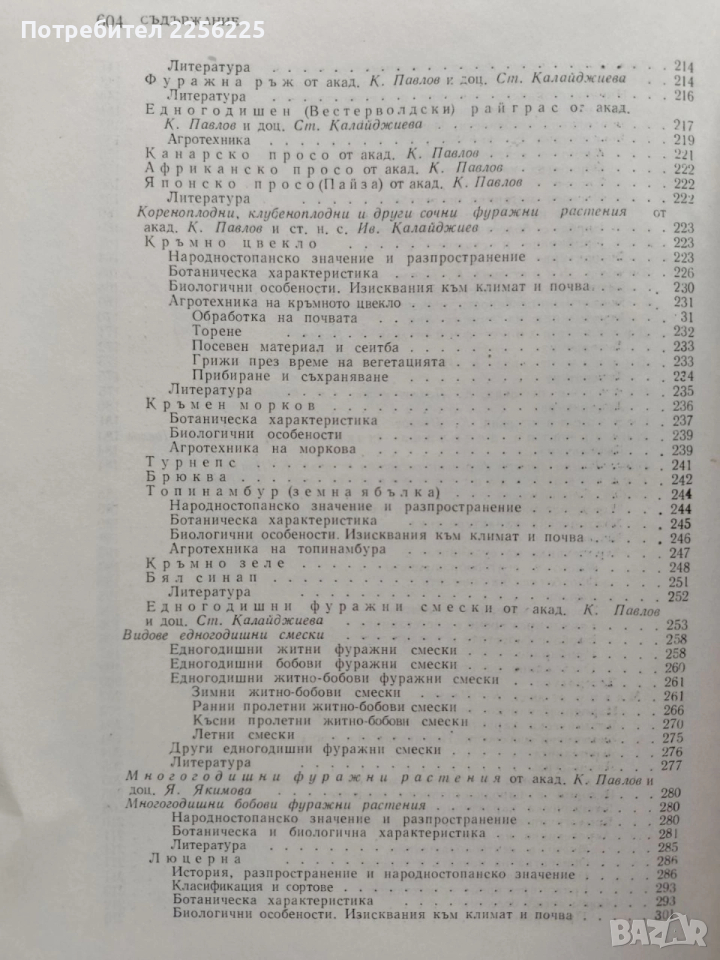 Потребител 2256225
604 СЪДЪРЖАНИЕ
Литература . . . 214
Фуражна ръж от акад. К. Павлов и доц. Ст. Калайджиева . . 214
Литература . . . 216
Едногодишен (Вестерволдски) райграс от акад.
К. Павлов и доц. Ст. Калайджиева . . . 217
Агротехника . . . 219
Канарско просо от акад. К. Павлов . . . 221
Африканско просо от акад. К. Павлов . . . 222
Японско просо (Пайза) от акад. К. Павлов . . . 222
Литература . . . 222
Кореноплодни, клубеноплодни и други сочни фуражни растения от
акад. К. Павлов и ст. н. с. Ив. Калайджиев . . . 223
Кръмно цвекло . . . 223
Народностопанско значение и разпространение . . . 223
Ботаническа характеристика . . . 226
Биологични особености. Изисквания към климат и почва . . . 230
Агротехника на кръмното цвекло . . . 231
Обработка на почвата . . . 31
Торене . . . 232
Посевен материал и сеитба . . . 233
Грижи през време на вегетацията . . . 233
Прибиране и съхраняване . . . 234
Литература . . . 235
Кръмен морков . . . 236
Ботаническа характеристика . . . 237
Биологични особености . . . 239
Агротехника на моркова . . . 239
Турнепс . . . 241
Брюква . . . 242
Топинамбур (земна ябълка) . . . 244
Народностопанско значение и разпространение . . . 244
Ботаническа характеристика . . . 245
Биологични особености. Изисквания към климат и почва . . . 246
Агротехника на топинамбура . . . 247
Кръмно зеле . . . 248
Бял синап . . . 251
Литература . . . 252
Едногодишни фуражни смески от акад. К. Павлов
и доц. Ст. Калайджиева . . . 253
Видове едногодишни смески . . . 258
Едногодишни житни фуражни смески . . . 258
Едногодишни бобови фуражни смески . . . 260
Едногодишни житно-бобови фуражни смески . . . 261
Зимни житно-бобови смески . . . 261
Ранни пролетни житно-бобови смески . . . 266
Късни пролетни житно-бобови смески . . . 270
Летни смески . . . 275
Други едногодишни фуражни смески . . . 276
Литература . . . 277
Многогодишни фуражни растения от акад. К. Павлов и
доц. Я. Якимова . . . 280
Многогодишни бобови фуражни растения . . . 280
Народностопанско значение и разпространение . . . 280
Ботаническа и биологична характеристика . . . 281
Литература . . . 285
Люцерна . . . 286
История, разпространение и народностопанско значение . . . 286
Класификация и сортове . . . 293
Ботаническа характеристика . . . 293
Биологични особености. Изисквания към климат и почва . . . 301
BAZAR